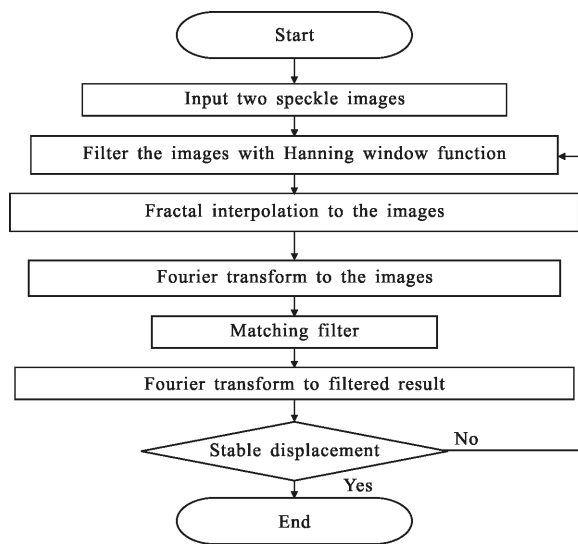 Start
Input two speckle images
Filter the images with Hanning window function
Fractal interpolation to the images
Fourier transform to the images
Matching filter
Fourier transform to filtered result
Stable displacement
No
Yes
End